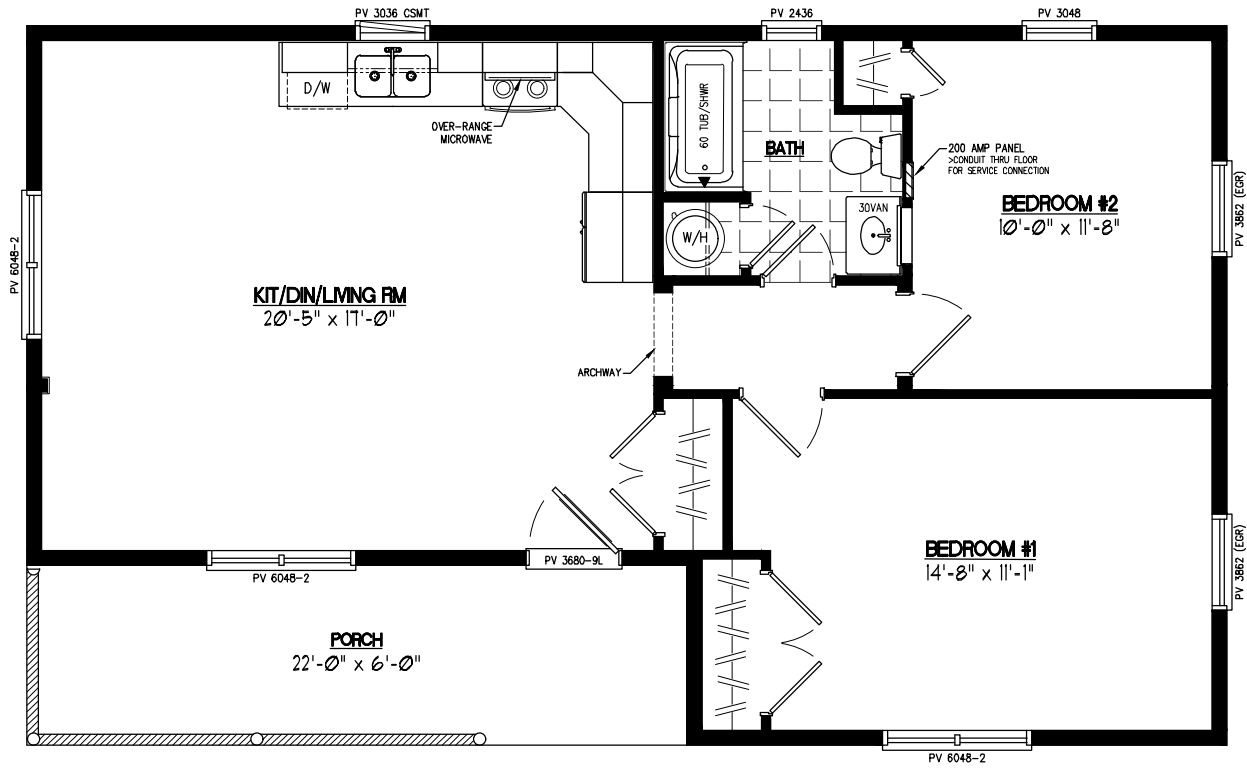 PV 3036 CSMT
PV 2436
PV 3048
D/W
OVER-RANGE
MICROWAVE
60 TUB/SHWR
BATH
200 AMP PANEL
>CONDUIT THRU FLOOR
FOR SERVICE CONNECTION
BEDROOM #2
10'-0" x 11'-8"
PV 3862 (EGR)
30VAN
W/H
PV 6048-2
KIT/DIN/LIVING RM
20'-5" x 17'-0"
ARCHWAY
PV 3680-9L
PV 6048-2
BEDROOM #1
14'-8" x 11'-1"
PV 3862 (EGR)
PORCH
22'-0" x 6'-0"
PV 6048-2